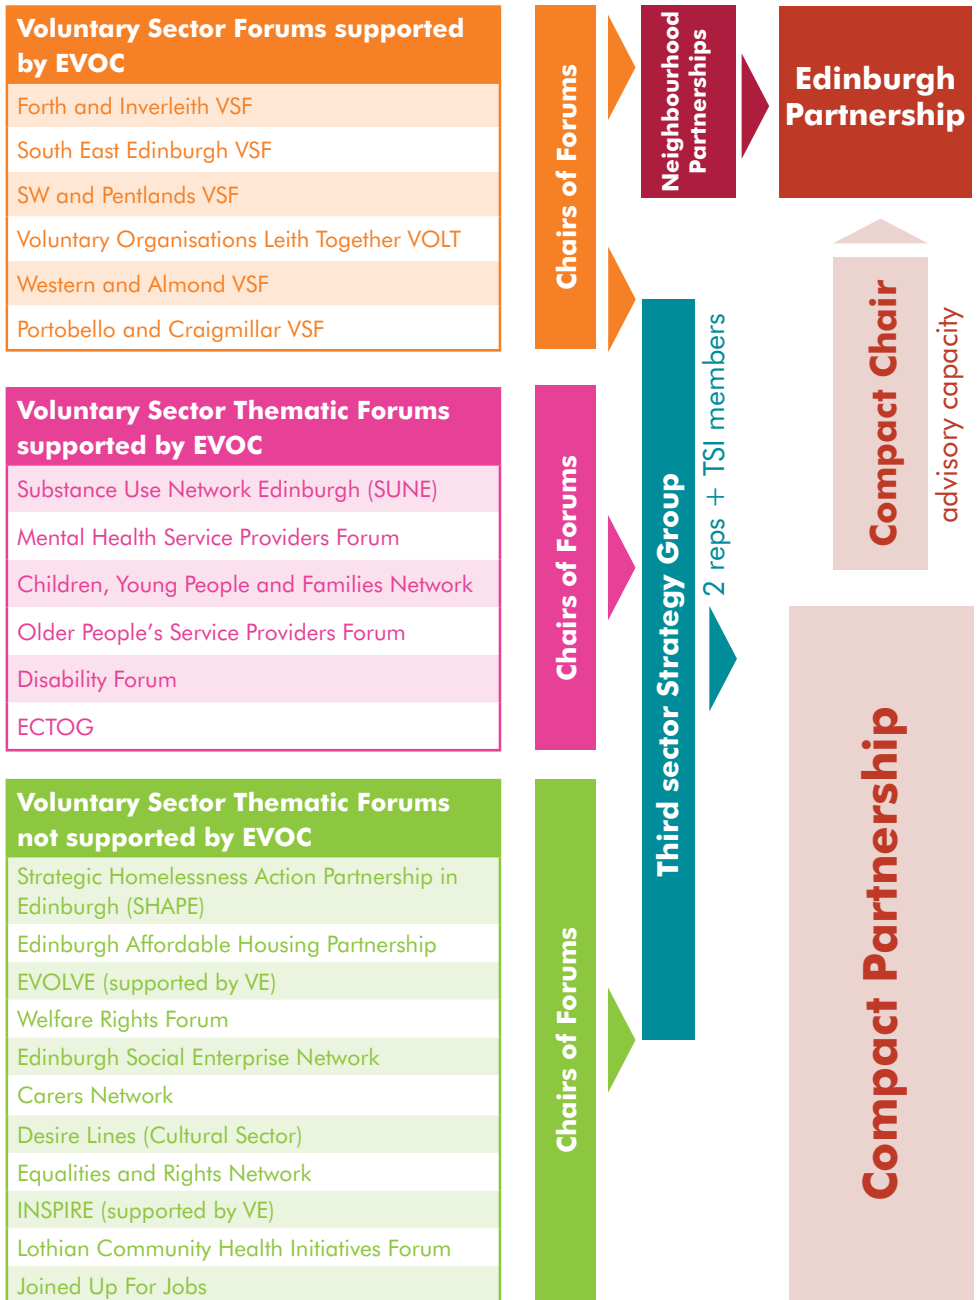 Voluntary Sector Forums supported
by EVOC
Forth and Inverleith VSF
South East Edinburgh VSF
SW and Pentlands VSF
Voluntary Organisations Leith Together VOLT
Western and Almond VSF
Portobello and Craigmillar VSF
Chairs of Forums
Neighbourhood
Partnerships
Edinburgh
Partnership
Voluntary Sector Thematic Forums
supported by EVOC
Substance Use Network Edinburgh (SUNE)
Mental Health Service Providers Forum
Children, Young People and Families Network
Older People's Service Providers Forum
Disability Forum
ECTOG
Chairs of Forums
Voluntary Sector Thematic Forums
not supported by EVOC
Strategic Homelessness Action Partnership in
Edinburgh (SHAPE)
Edinburgh Affordable Housing Partnership
EVOLVE (supported by VE)
Welfare Rights Forum
Edinburgh Social Enterprise Network
Carers Network
Desire Lines (Cultural Sector)
Equalities and Rights Network
INSPIRE (supported by VE)
Lothian Community Health Initiatives Forum
Joined Up For Jobs
Chairs of Forums
Third sector Strategy Group
2 reps + TSI members
Compact Chair
advisory capacity
Compact Partnership